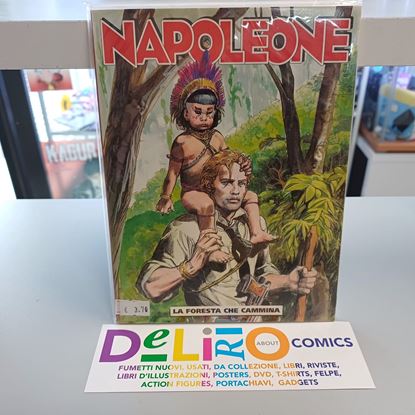 NAPOLEONE
LA FORESTA CHE CAMMINA
€ 3,70
DELIRIO ABOUT COMICS
FUMETTI NUOVI, USATI, DA COLLEZIONE, LIBRI, RIVISTE,
LIBRI D'ILLUSTRAZIONI, POSTERS, DVD, T-SHIRTS, FELPE,
ACTION FIGURES, PORTACHIAVI, GADGETS